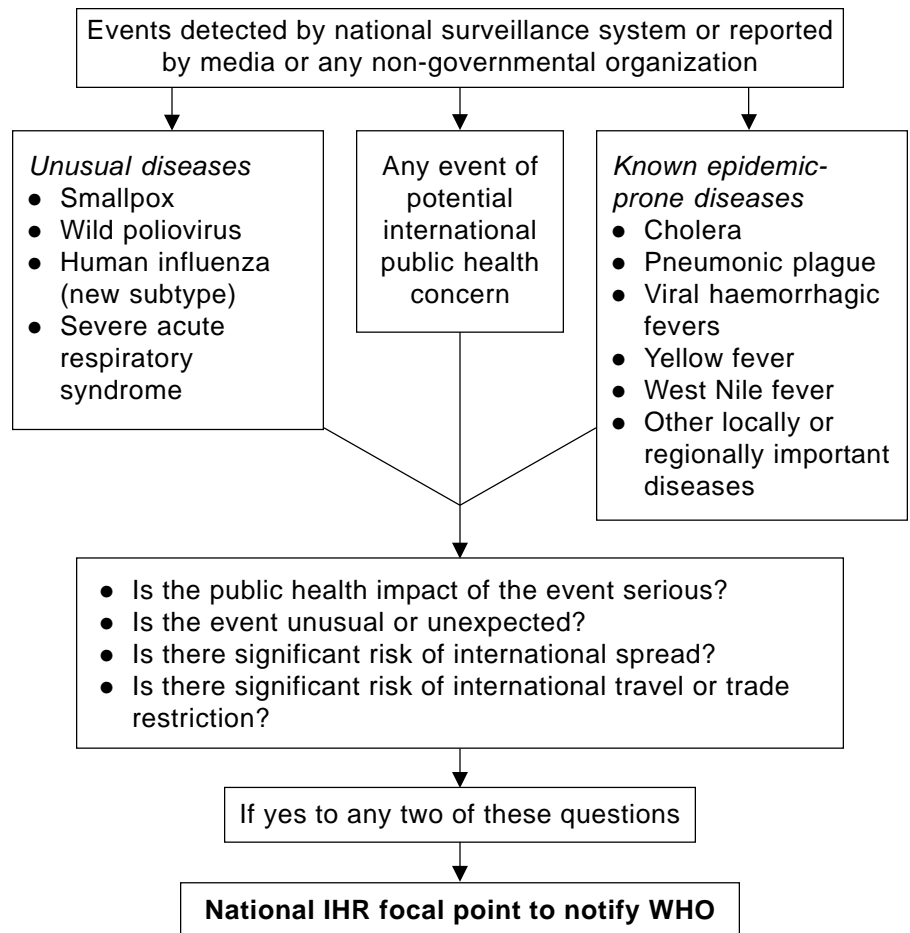 Events detected by national surveillance system or reported
by media or any non-governmental organization
Unusual diseases
● Smallpox
● Wild poliovirus
● Human influenza
(new subtype)
● Severe acute
respiratory
syndrome
Any event of
potential
international
public health
concern
Known epidemic-
prone diseases
● Cholera
● Pneumonic plague
● Viral haemorrhagic
fevers
● Yellow fever
● West Nile fever
● Other locally or
regionally important
diseases
● Is the public health impact of the event serious?
● Is the event unusual or unexpected?
● Is there significant risk of international spread?
● Is there significant risk of international travel or trade
restriction?
If yes to any two of these questions
National IHR focal point to notify WHO